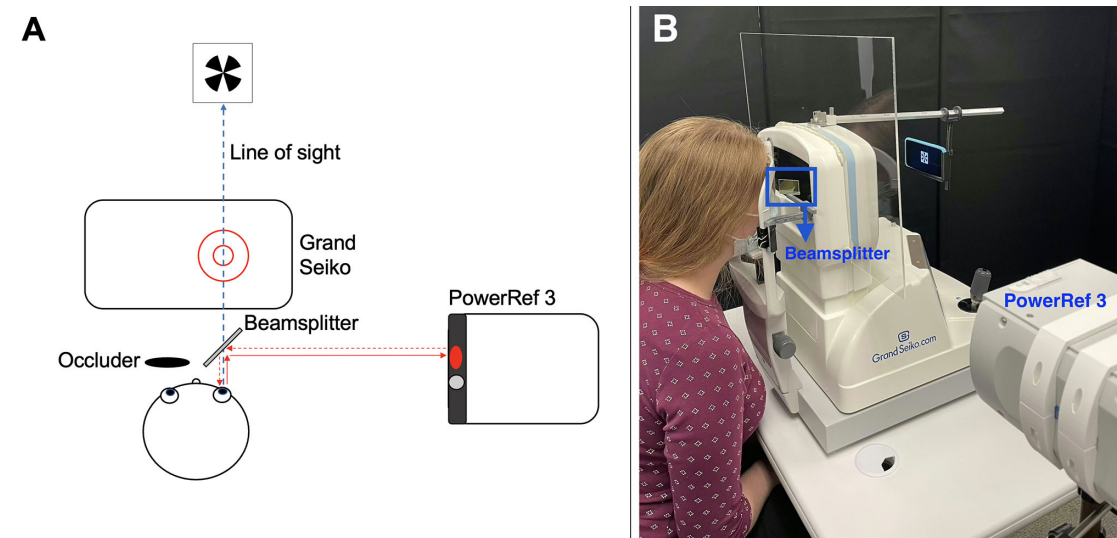 A
Line of sight
Grand
Seiko
PowerRef 3
Beamsplitter
Occluder
B
Beamsplitter
PowerRef 3
S
GrandSeiko.com